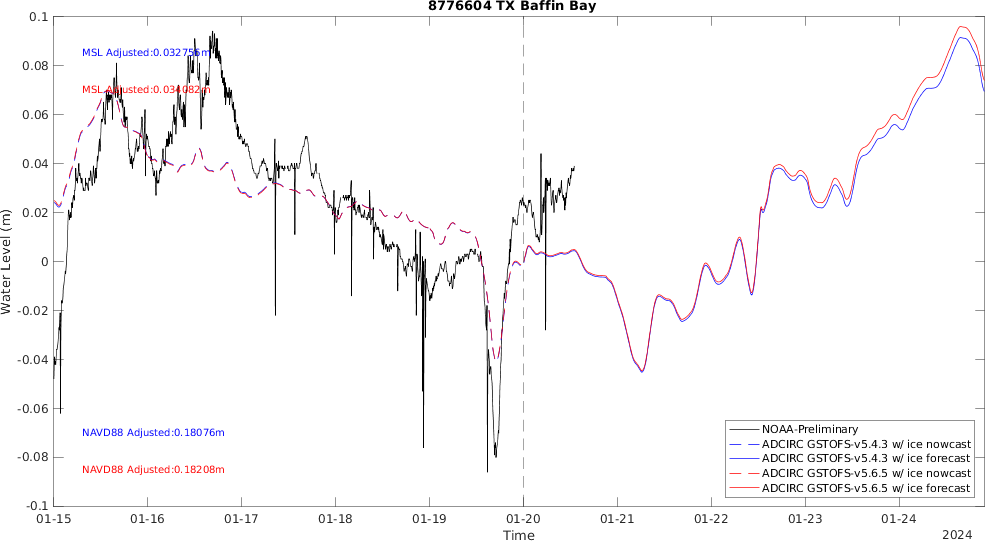 8776604 TX Baffin Bay
MSL Adjusted:0.032755m
MSL Adjusted:0.034082m
NAVD88 Adjusted:0.18076m
NAVD88 Adjusted:0.18208m
Water Level (m)
0.1
0.08
0.06
0.04
0.02
0
-0.02
-0.04
-0.06
-0.08
-0.1
01-15 01-16 01-17 01-18 01-19 01-20 01-21 01-22 01-23 01-24
Time
2024
NOAA-Preliminary
ADCIRC GSTOFS-v5.4.3 w/ ice nowcast
ADCIRC GSTOFS-v5.4.3 w/ ice forecast
ADCIRC GSTOFS-v5.6.5 w/ ice nowcast
ADCIRC GSTOFS-v5.6.5 w/ ice forecast